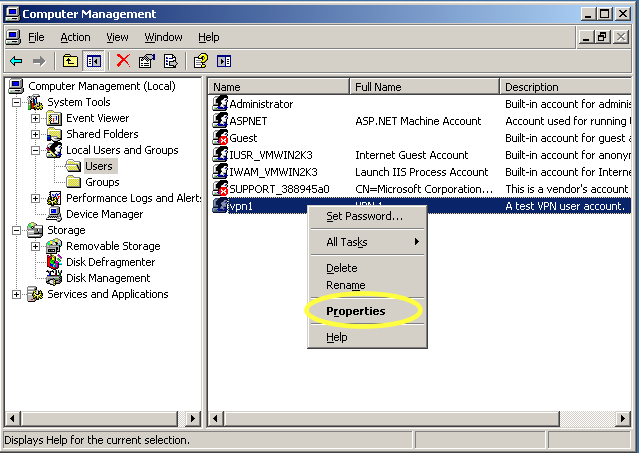 Computer Management
File Action View Window Help
Computer Management (Local)
System Tools
Event Viewer
Shared Folders
Local Users and Groups
Users
Groups
Performance Logs and Alert
Device Manager
Storage
Removable Storage
Disk Defragmenter
Disk Management
Services and Applications
Name Full Name Description
Administrator Built-in account for adminis
ASPNET ASP.NET Machine Account Account used for running
Guest Built-in account for guest
IUSR_VMWIN2K3 Internet Guest Account Built-in account for anonym
IWAM_VMWIN2K3 Launch IIS Process Account Built-in account for Interne
SUPPORT_388945a0 CN=Microsoft Corporation... This is a vendor's account
vpn1 VPN 1 A test VPN user account.
Set Password...
All Tasks
Delete
Rename
Properties
Help
Displays Help for the current selection.